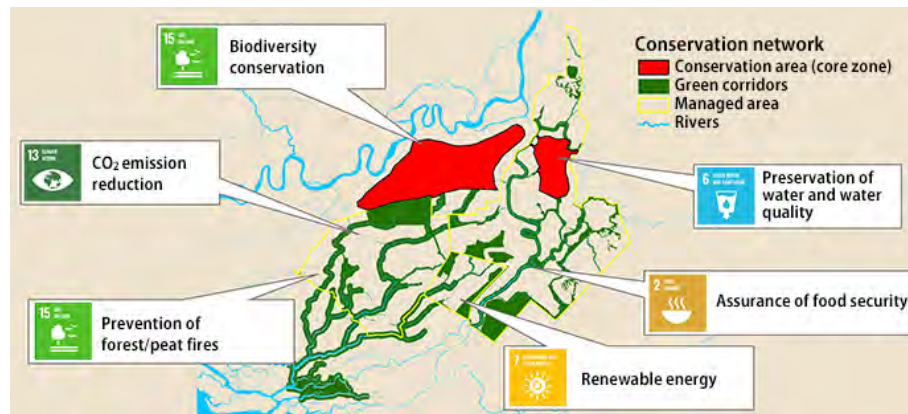 15
Biodiversity
conservation
Conservation network
Conservation area (core zone)
Green corridors
Managed area
Rivers
13
CO₂ emission
reduction
6
Preservation of
water and water
quality
2
Assurance of food security
15
Prevention of
forest/peat fires
7
Renewable energy